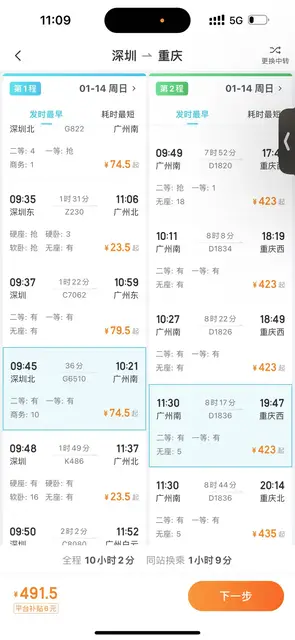 11:09
5G
深圳 → 重庆
更换中转
第1程
01-14 周日 >
第2程
01-14 周日 >
发时最早
耗时最短
发时最早
耗时最短
深圳北 G822 广州南
二等: 4 一等: 抢
商务: 1
¥74.5起
09:35 1时31分 11:06
深圳东 Z230 广州北
硬座: 抢 硬卧: 3
软卧: 抢 无座: 有
¥23.5起
09:37 1时22分 10:59
深圳 C7062 广州东
二等: 有 一等: 有
无座: 有
¥79.5起
09:45 36分 10:21
深圳北 G6510 广州南
二等: 有 一等: 有
商务: 10
¥74.5起
09:48 1时49分 11:37
深圳 K486 广州北
硬座: 有 硬卧: 有
软卧: 16 无座: 有
¥23.5起
09:50 2时2分 11:52
深圳 C8080 广州白云
09:49 7时52分 17:4
广州南 D1820 重庆西
二等: 抢 一等: 1
无座: 18
¥423起
10:11 8时8分 18:19
广州南 D1834 重庆西
二等: 有 一等: 有
无座: 有
¥423起
10:27 8时22分 18:49
广州南 D1826 重庆西
二等: 有 一等: 有
无座: 有
¥423起
11:30 8时17分 19:47
广州南 D1836 重庆西
二等: 有 一等: 有
无座: 5
¥423起
11:30 8时44分 20:14
广州南 D1836 重庆北
二等: 有 一等: 有
无座: 5
¥435起
全程 10小时2分 同站换乘 1小时9分
¥491.5
平台补贴8元
下一步